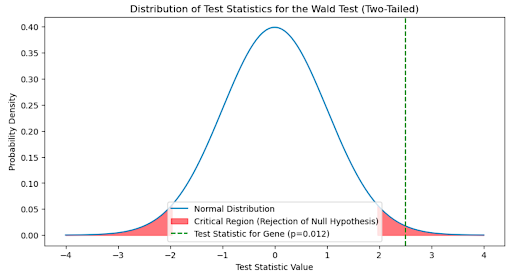 Distribution of Test Statistics for the Wald Test (Two-Tailed)
0.40
0.35
0.30
0.25
0.20
0.15
0.10
0.05
0.00
Probability Density
Normal Distribution
Critical Region (Rejection of Null Hypothesis)
Test Statistic for Gene (p=0.012)
−4 −3 −2 −1 0 1 2 3 4
Test Statistic Value